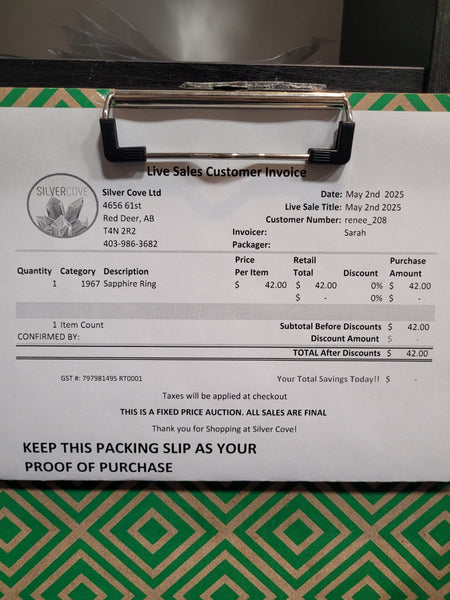 Live Sales Customer Invoice
SILVERCOVE
Silver Cove Ltd
4656 61st
Red Deer, AB
T4N 2R2
403-986-3682
Date: May 2nd 2025
Live Sale Title: May 2nd 2025
Customer Number: renee_208
Invoicer: Sarah
Packager:
Quantity Category Description Price Per Item Retail Total Discount Purchase Amount
1 1967 Sapphire Ring $ 42.00 $ 42.00 0% $ 42.00
$ - 0% $ -
1 Item Count Subtotal Before Discounts $ 42.00
CONFIRMED BY: Discount Amount $ -
TOTAL After Discounts $ 42.00
GST #: 797981495 RT0001 Your Total Savings Today!! $ -
Taxes will be applied at checkout
THIS IS A FIXED PRICE AUCTION. ALL SALES ARE FINAL
Thank you for Shopping at Silver Cove!
KEEP THIS PACKING SLIP AS YOUR
PROOF OF PURCHASE